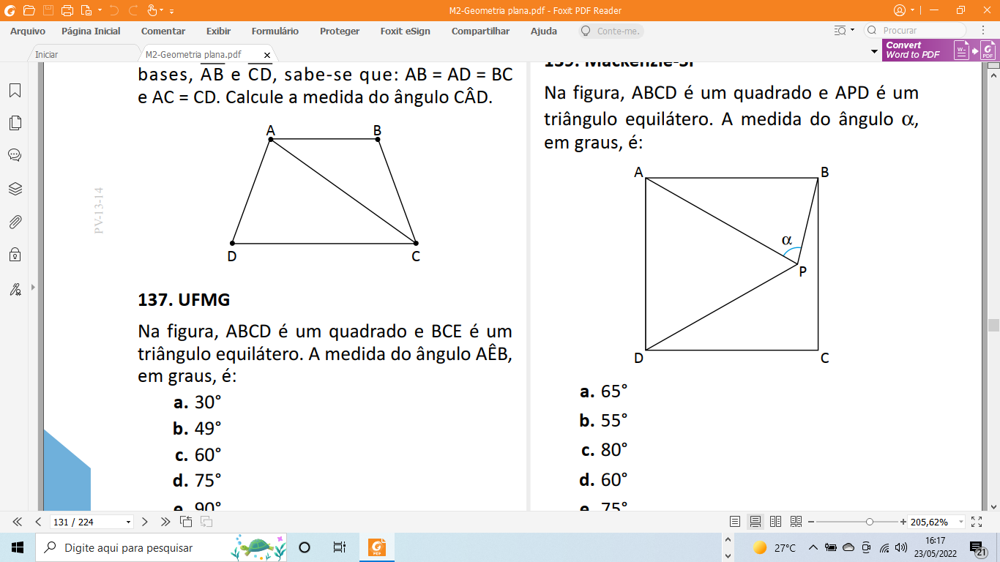 M2-Geometria plana.pdf - Foxit PDF Reader
Arquivo Página Inicial Comentar Exibir Formulário Proteger Foxit eSign Compartilhar Ajuda Conte-me. Procurar
Iniciar M2-Geometria plana.pdf
Convert
Word to PDF
bases, AB e CD, sabe-se que: AB = AD = BC
e AC = CD. Calcule a medida do ângulo CÂD.
A B
D C
PV-13-14
137. UFMG
Na figura, ABCD é um quadrado e BCE é um
triângulo equilátero. A medida do ângulo AÊB,
em graus, é:
a. 30°
b. 49°
c. 60°
d. 75°
e. 90°
139. Mackenzie-SP
Na figura, ABCD é um quadrado e APD é um
triângulo equilátero. A medida do ângulo α,
em graus, é:
A B
α
P
D C
a. 65°
b. 55°
c. 80°
d. 60°
e. 75°
131 / 224 205,62%
Digite aqui para pesquisar
27°C
16:17
23/05/2022
21